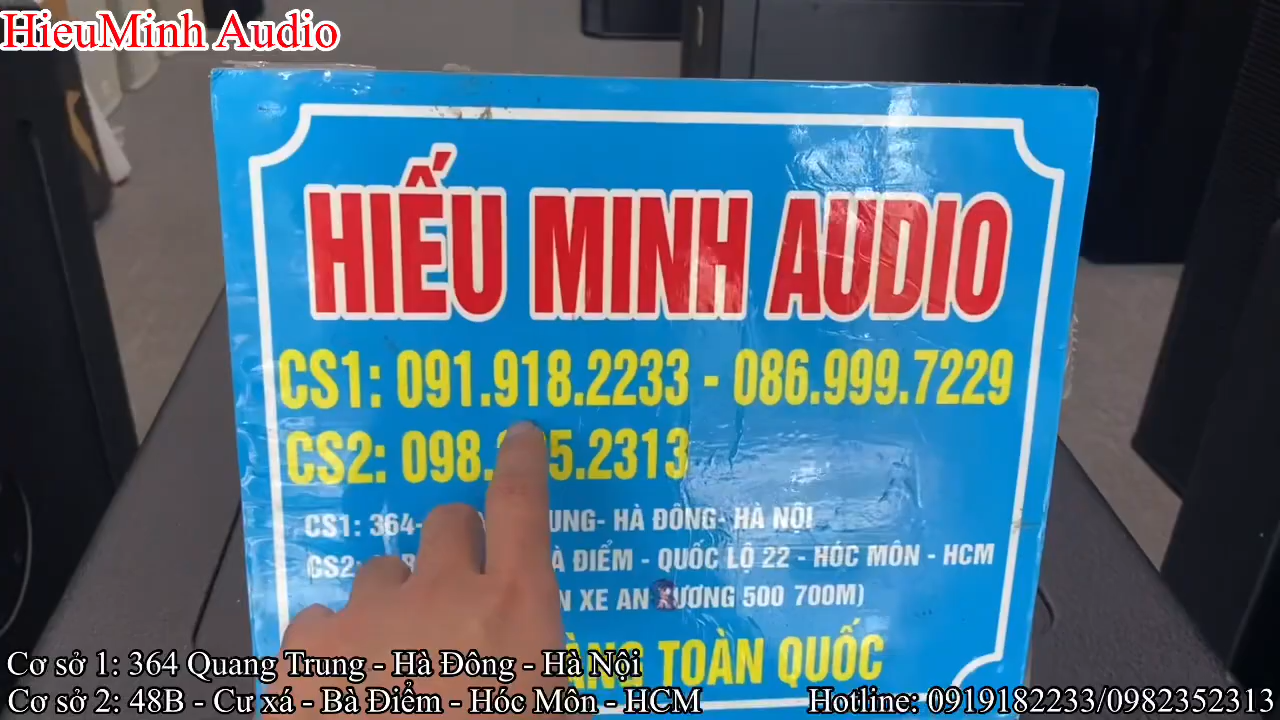 HieuMinh Audio
HIẾU MINH AUDIO
CS1: 091.918.2233 - 086.999.7229
CS2: 098. 5.2313
CS1: 364- UNG- HÀ ĐÔNG- HÀ NỘI
CS2: ĐIỂM - QUỐC LỘ 22 - HÓC MÔN - HCM
XE AN XƯƠNG 500 700M)
TOÀN QUỐC
Cơ sở 1: 364 Quang Trung - Hà Đông - Hà Nội
Cơ sở 2: 48B - Cư xá - Bà Điểm - Hóc Môn - HCM
Hotline: 0919182233/0982352313